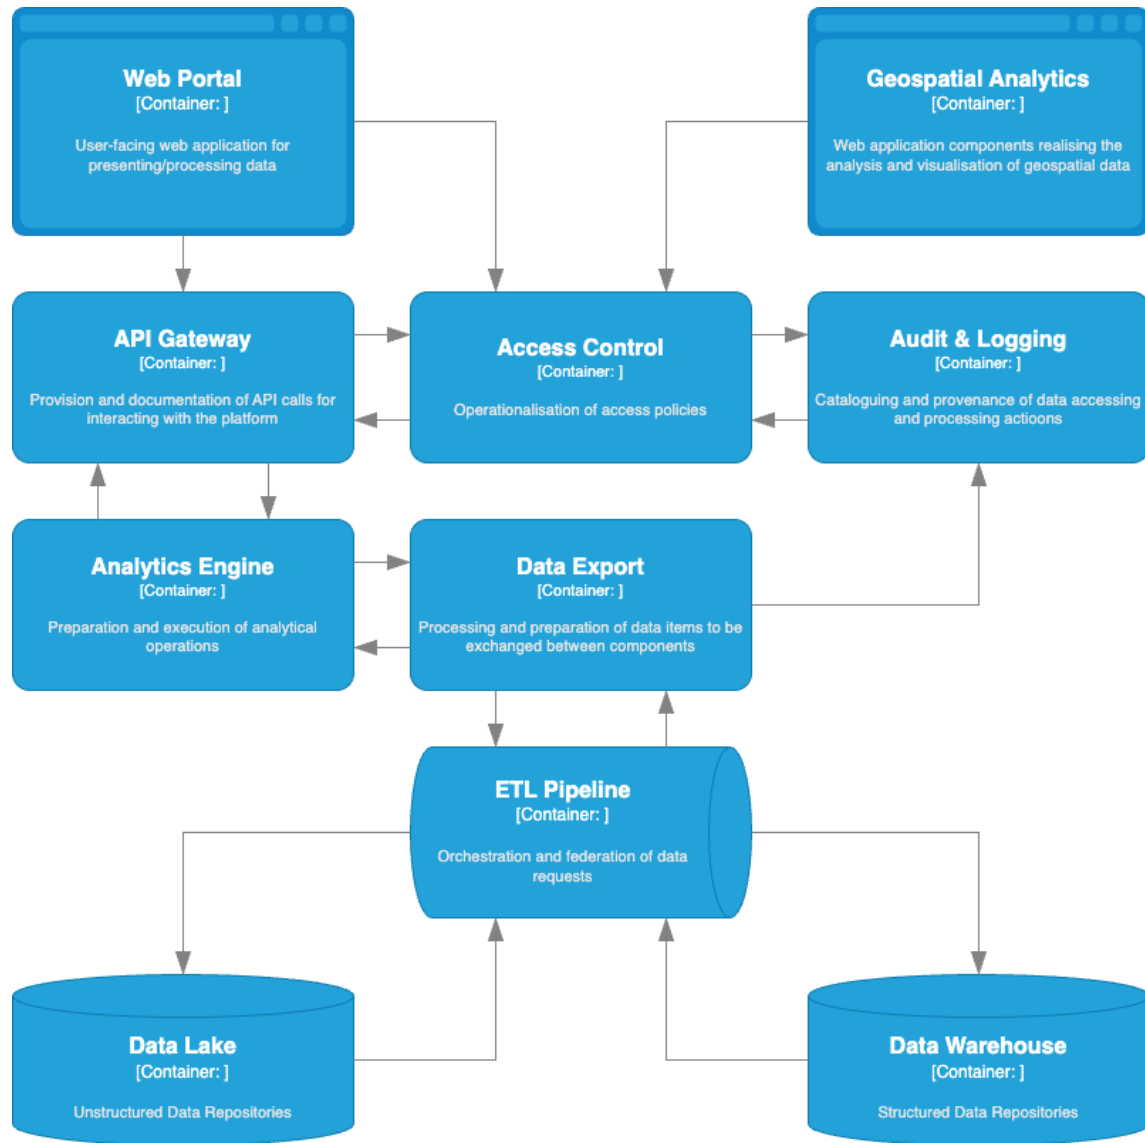 Web Portal
[Container: ]
User-facing web application for
presenting/processing data
Geospatial Analytics
[Container: ]
Web application components realising the
analysis and visualisation of geospatial data
API Gateway
[Container: ]
Provision and documentation of API calls for
interacting with the platform
Access Control
[Container: ]
Operationalisation of access policies
Audit & Logging
[Container: ]
Cataloguing and provenance of data accessing
and processing actioons
Analytics Engine
[Container: ]
Preparation and execution of analytical
operations
Data Export
[Container: ]
Processing and preparation of data items to be
exchanged between components
ETL Pipeline
[Container: ]
Orchestration and federation of data
requests
Data Lake
[Container: ]
Unstructured Data Repositories
Data Warehouse
[Container: ]
Structured Data Repositories